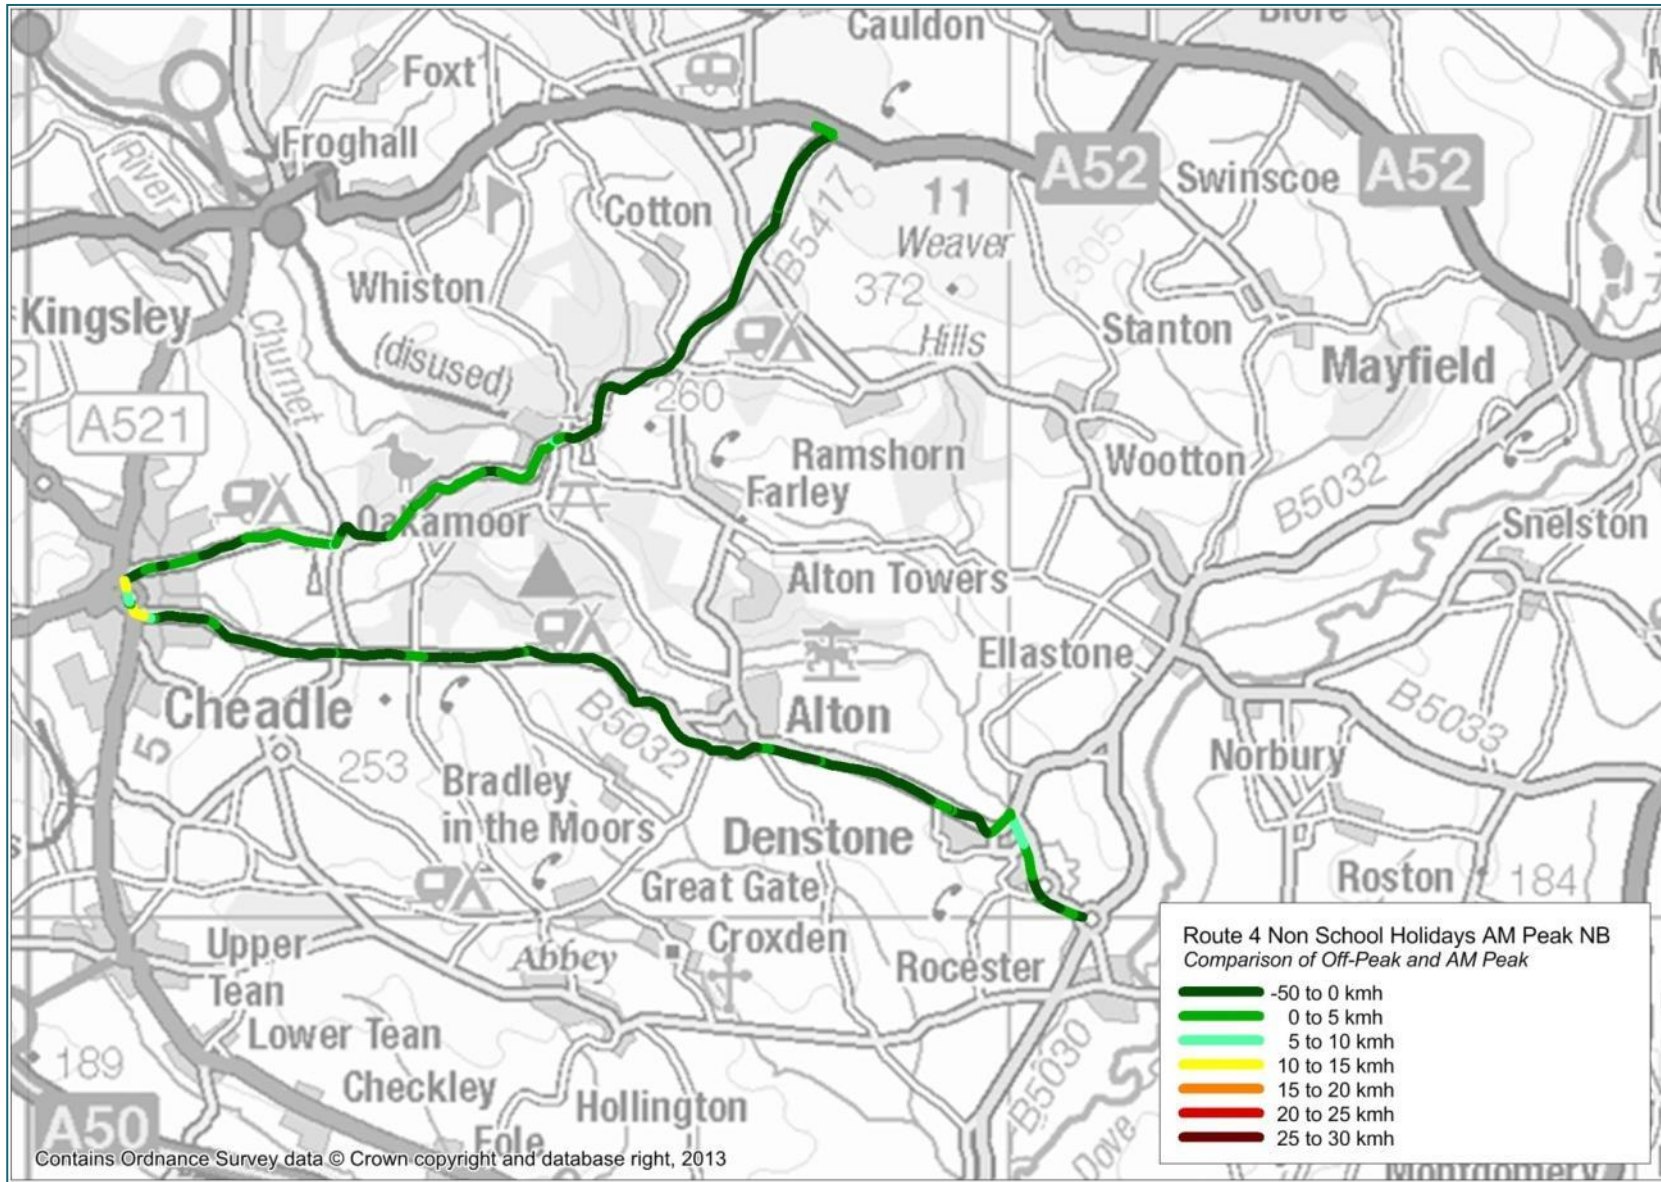 Cauldon
Blore
Foxt
Froghall
River
A52
Swinscoe
A52
Cotton
11
Weaver
B5417
305
Whiston
372
Kingsley
Hills
Stanton
Churnet
(disused)
Mayfield
A521
260
Ramshorn
Wootton
Farley
B5032
Oakamoor
Snelston
Alton Towers
Ellastone
Cheadle
B5032
Alton
B5033
5
253
Norbury
Bradley
in the Moors
Denstone
Great Gate
Roston
184
Upper
Tean
Abbey
Croxden
Rocester
Lower Tean
189
Checkley
Hollington
B5030
Dove
A50
Fole
Montgomery
Route 4 Non School Holidays AM Peak NB
Comparison of Off-Peak and AM Peak
-50 to 0 kmh
0 to 5 kmh
5 to 10 kmh
10 to 15 kmh
15 to 20 kmh
20 to 25 kmh
25 to 30 kmh
Contains Ordnance Survey data © Crown copyright and database right, 2013